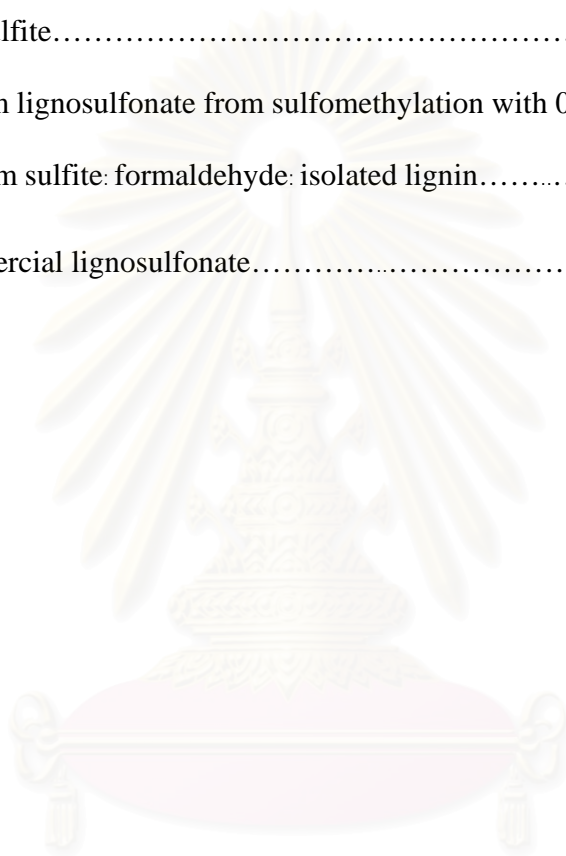 lfite……………………………………………
n lignosulfonate from sulfomethylation with 0
m sulfite: formaldehyde: isolated lignin……..…
ercial lignosulfonate…………..………………